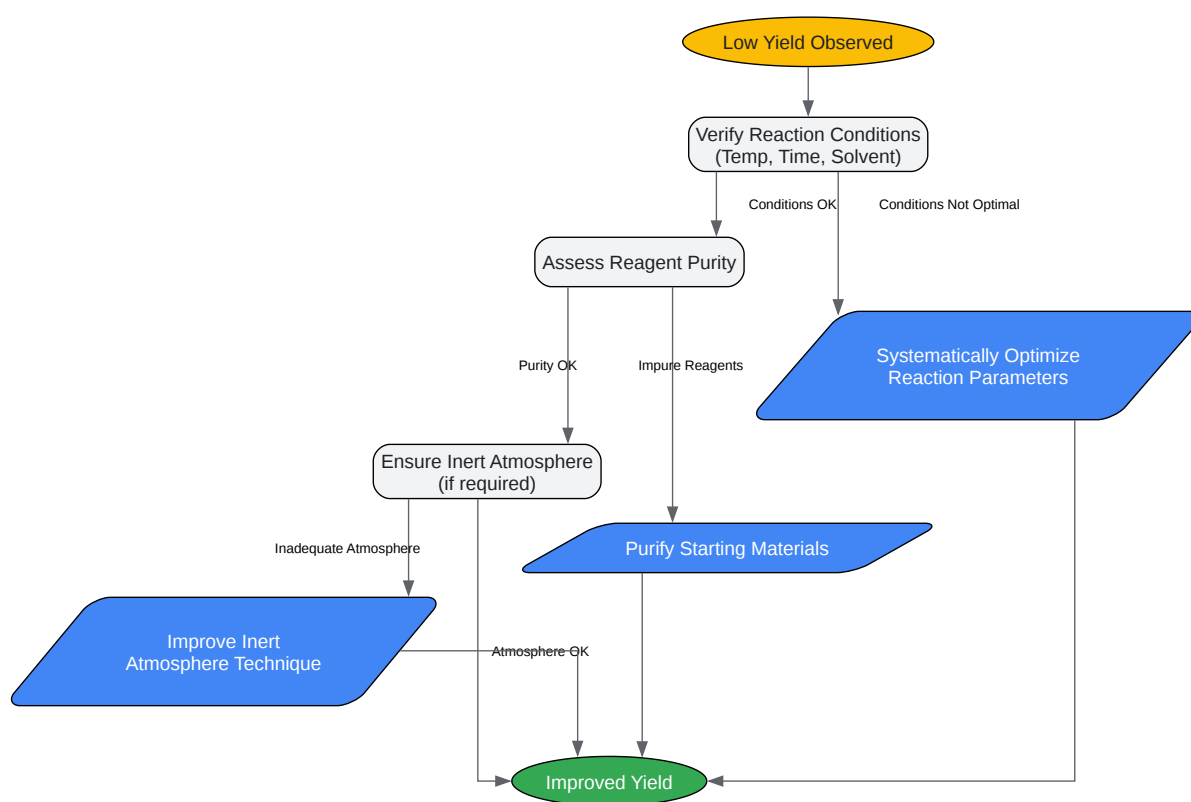 Low Yield Observed
Verify Reaction Conditions
(Temp, Time, Solvent)
Conditions OK
Conditions Not Optimal
Assess Reagent Purity
Systematically Optimize
Reaction Parameters
Purity OK
Impure Reagents
Ensure Inert Atmosphere
(if required)
Inadequate Atmosphere
Purify Starting Materials
Improve Inert
Atmosphere Technique
Atmosphere OK
Improved Yield